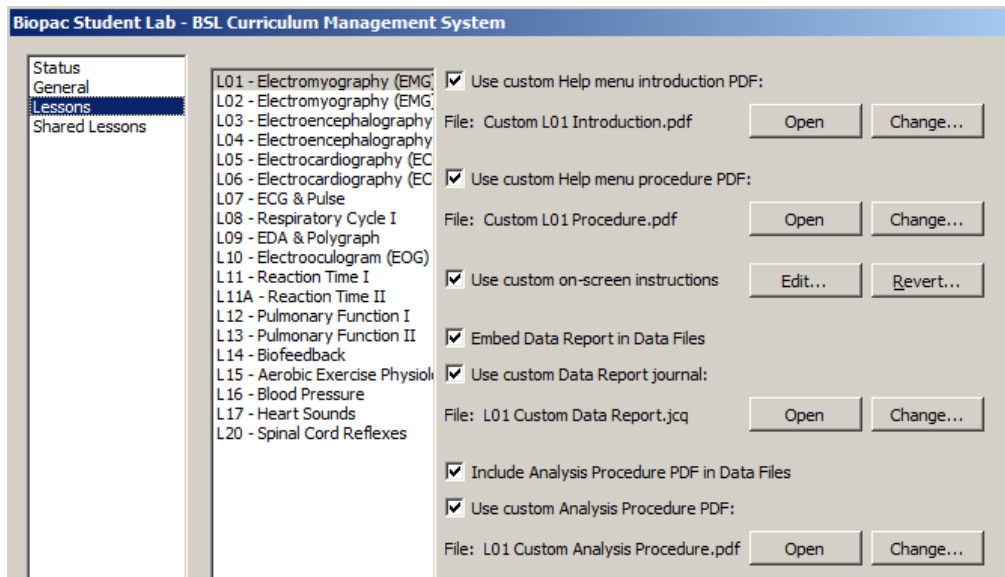 Biopac Student Lab - BSL Curriculum Management System
Status
General
Lessons
Shared Lessons
L01 - Electromyography (EMG)
L02 - Electromyography (EMG)
L03 - Electroencephalography
L04 - Electroencephalography
L05 - Electrocardiography (EC
L06 - Electrocardiography (EC
L07 - ECG & Pulse
L08 - Respiratory Cycle I
L09 - EDA & Polygraph
L10 - Electrooculogram (EOG)
L11 - Reaction Time I
L11A - Reaction Time II
L12 - Pulmonary Function I
L13 - Pulmonary Function II
L14 - Biofeedback
L15 - Aerobic Exercise Physiol
L16 - Blood Pressure
L17 - Heart Sounds
L20 - Spinal Cord Reflexes
Use custom Help menu introduction PDF:
File: Custom L01 Introduction.pdf Open Change...
Use custom Help menu procedure PDF:
File: Custom L01 Procedure.pdf Open Change...
Use custom on-screen instructions Edit... Revert...
Embed Data Report in Data Files
Use custom Data Report journal:
File: L01 Custom Data Report.jcq Open Change...
Include Analysis Procedure PDF in Data Files
Use custom Analysis Procedure PDF:
File: L01 Custom Analysis Procedure.pdf Open Change...